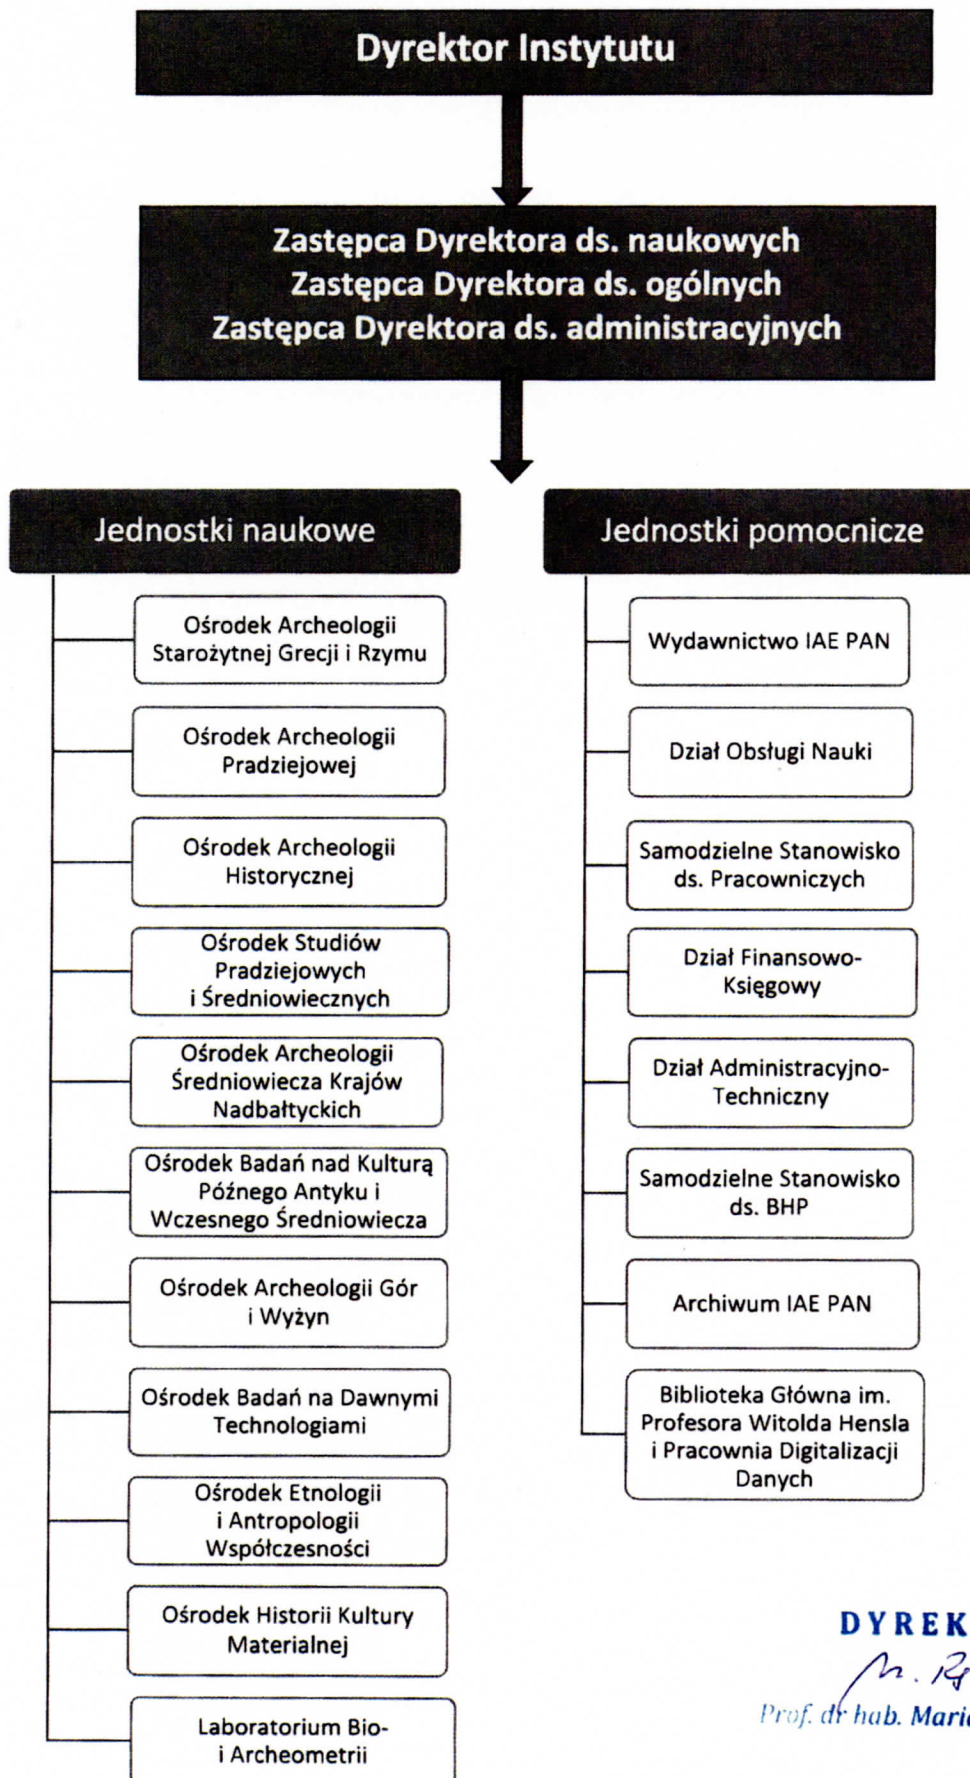 Dyrektor Instytutu
Zastępca Dyrektora ds. naukowych
Zastępca Dyrektora ds. ogólnych
Zastępca Dyrektora ds. administracyjnych
Jednostki naukowe
Ośrodek Archeologii
Starożytnej Grecji i Rzymu
Ośrodek Archeologii
Pradziejowej
Ośrodek Archeologii
Historycznej
Ośrodek Studiów
Pradziejowych
i Średniowiecznych
Ośrodek Archeologii
Średniowiecza Krajów
Nadbałtyckich
Ośrodek Badań nad Kulturą
Późnego Antyku i
Wczesnego Średniowiecza
Ośrodek Archeologii Gór
i Wyżyn
Ośrodek Badań na Dawnymi
Technologiami
Ośrodek Etnologii
i Antropologii
Współczesności
Ośrodek Historii Kultury
Materialnej
Laboratorium Bio-
i Archeometrii
Jednostki pomocnicze
Wydawnictwo IAE PAN
Dział Obsługi Nauki
Samodzielne Stanowisko
ds. Pracowniczych
Dział Finansowo-
Księgowy
Dział Administracyjno-
Techniczny
Samodzielne Stanowisko
ds. BHP
Archiwum IAE PAN
Biblioteka Główna im.
Profesora Witolda Hensla
i Pracownia Digitalizacji
Danych
DYREK
Prof. dr hab. Mari